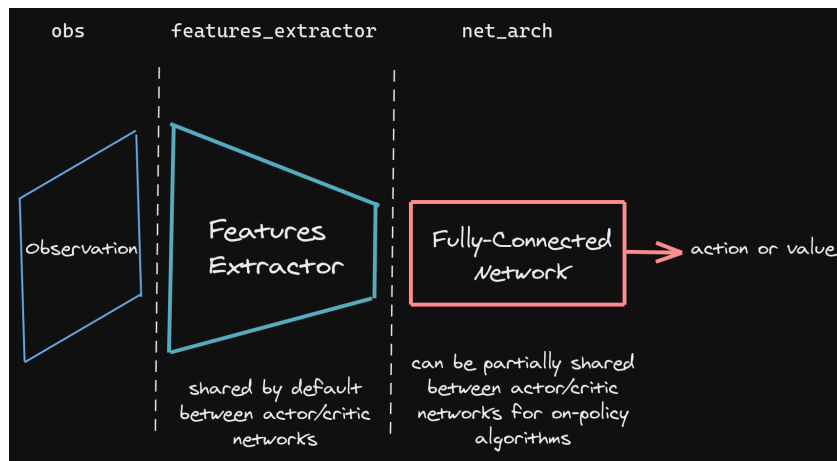 obs
features_extractor
net_arch
Observation
Features
Extractor
Fully-Connected
Network
action or value
shared by default
between actor/critic
networks
can be partially shared
between actor/critic
networks for on-policy
algorithms